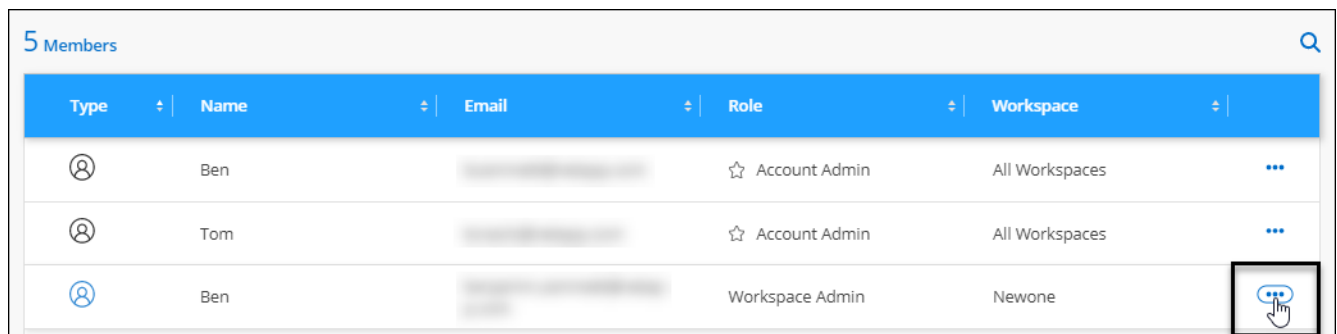 5 Members
Type Name Email Role Workspace
Ben Account Admin All Workspaces •••
Tom Account Admin All Workspaces •••
Ben Workspace Admin Newone •••